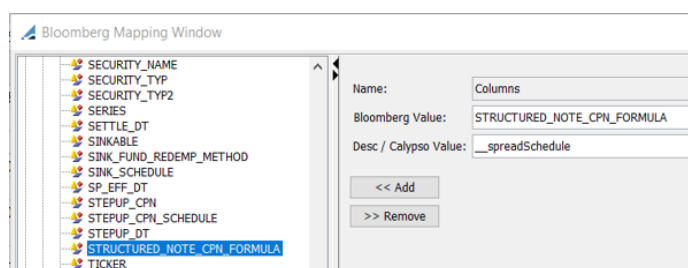 Bloomberg Mapping Window
SECURITY_NAME
SECURITY_TYP
SECURITY_TYP2
SERIES
SETTLE_DT
SINKABLE
SINK_FUND_REDEMP_METHOD
SINK_SCHEDULE
SP_EFF_DT
STEPUP_CPN
STEPUP_CPN_SCHEDULE
STEPUP_DT
STRUCTURED_NOTE_CPN_FORMULA
TICKER
Name: Columns
Bloomberg Value: STRUCTURED_NOTE_CPN_FORMULA
Desc / Calypso Value: __spreadSchedule
<< Add
>> Remove